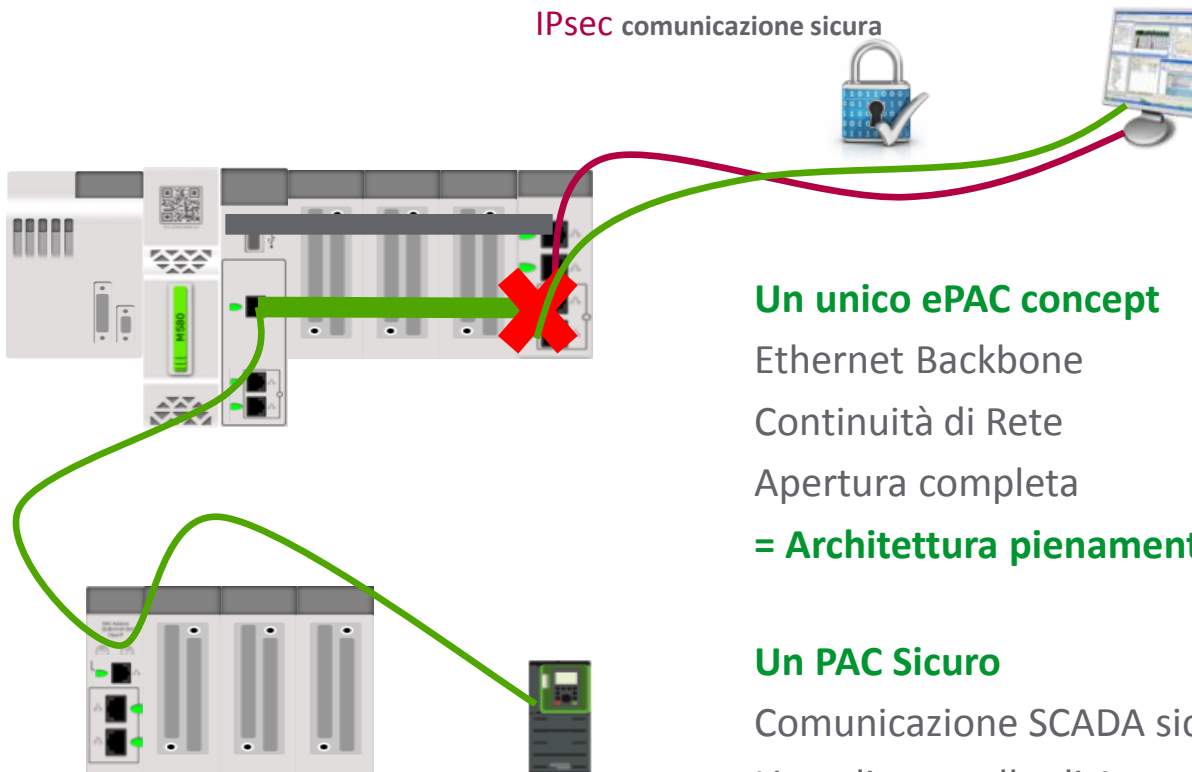 IPsec comunicazione sicura
M580
Un unico ePAC concept
Ethernet Backbone
Continuità di Rete
Apertura completa
= Architettura pienament
Un PAC Sicuro
Comunicazione SCADA sic